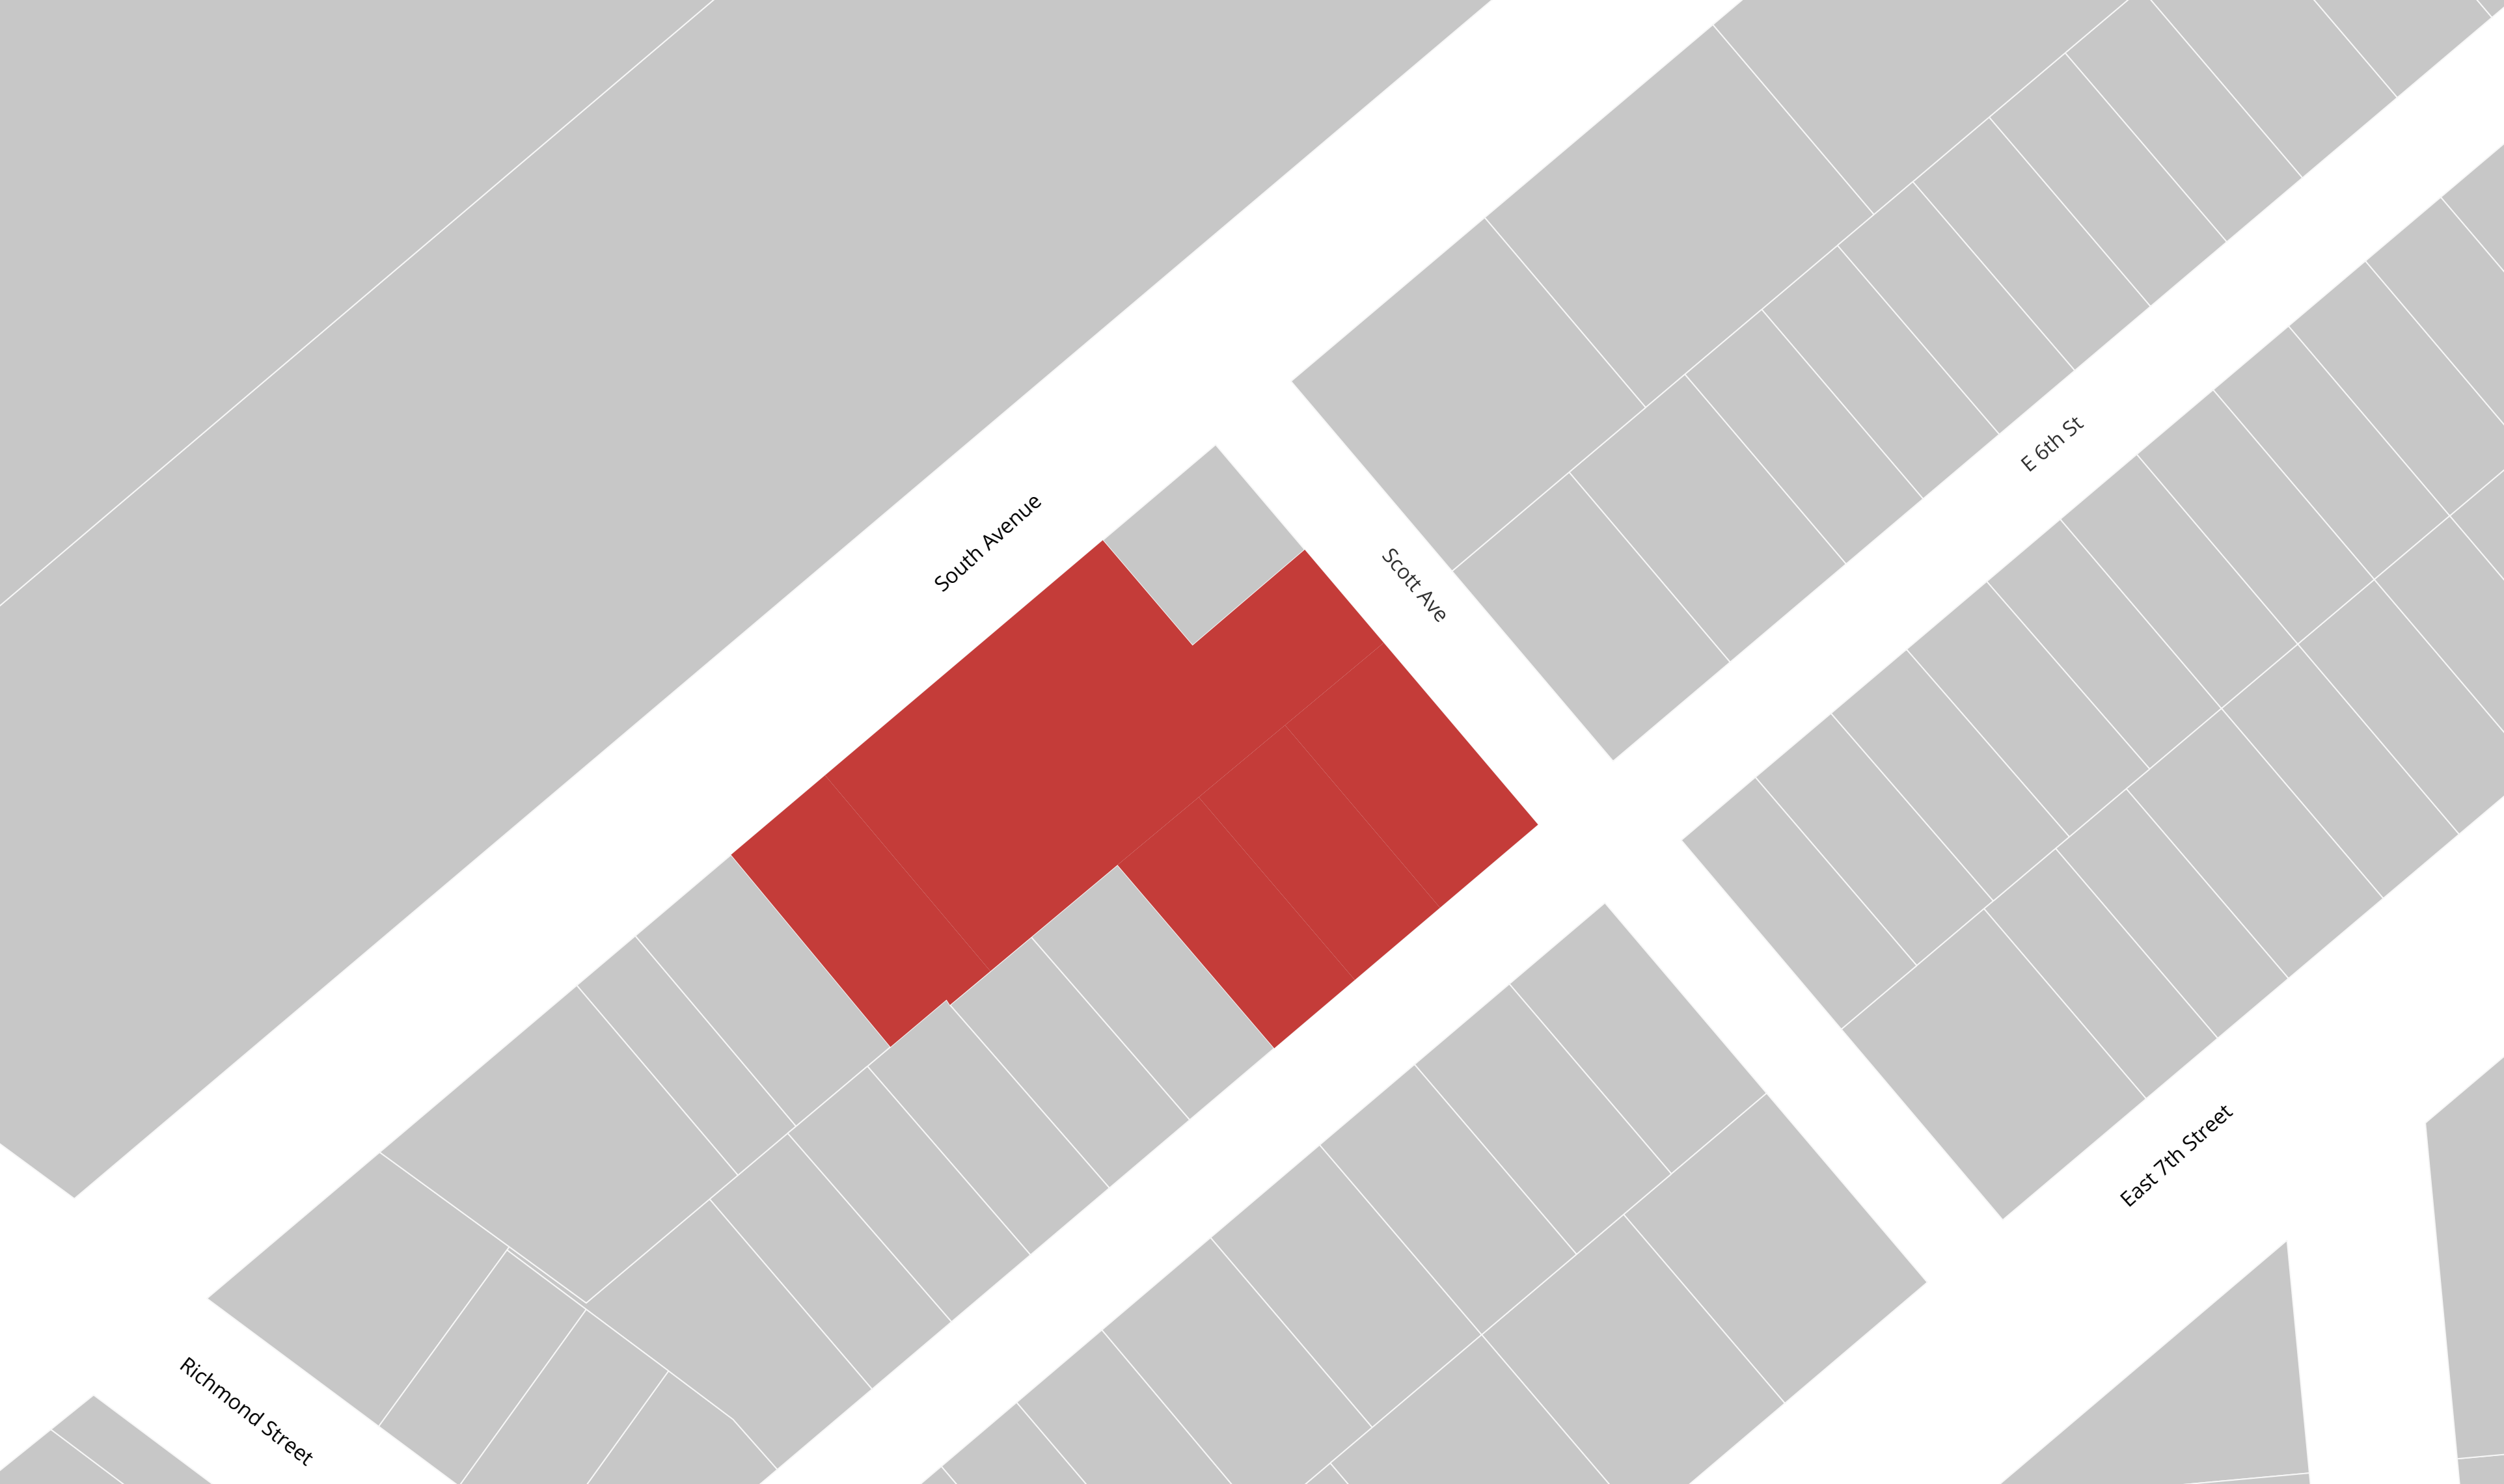 E 6th St
South Avenue
Scott Ave
East 7th Street
Richmond Street